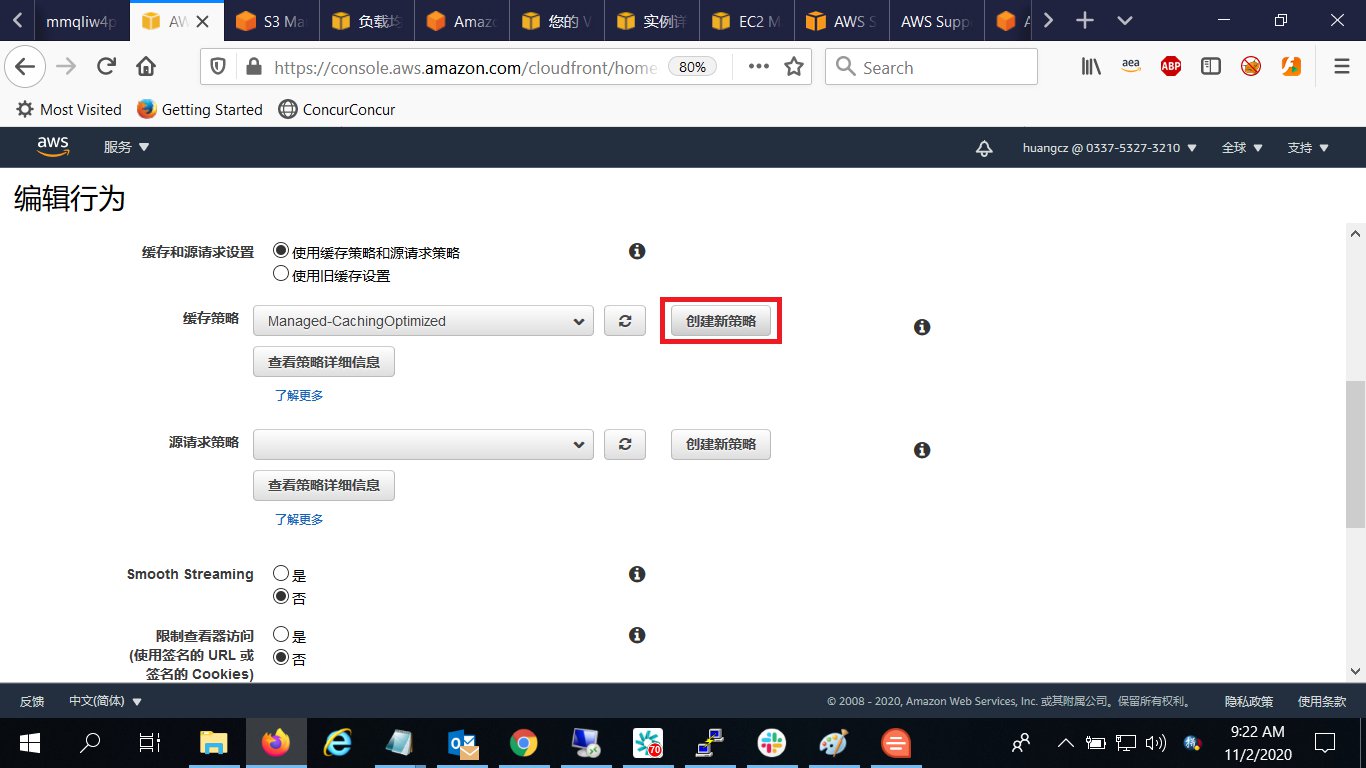 mmqliw4p
AW
S3 Ma
负载均
Amaz
您的 V
实例详
EC2 M
AWS S
AWS Supp
https://console.aws.amazon.com/cloudfront/home
80%
Search
aea
ABP
Most Visited
Getting Started
ConcurConcur
aws
服务
huangcz @ 0337-5327-3210
全球
支持
编辑行为
缓存和源请求设置
使用缓存策略和源请求策略
使用旧缓存设置
缓存策略
Managed-CachingOptimized
创建新策略
查看策略详细信息
了解更多
源请求策略
创建新策略
查看策略详细信息
了解更多
Smooth Streaming
是
否
限制查看器访问
(使用签名的 URL 或
签名的 Cookies)
是
否
反馈
中文(简体)
© 2008 - 2020, Amazon Web Services, Inc. 或其附属公司。保留所有权利。
隐私政策
使用条款
70
9:22 AM
11/2/2020